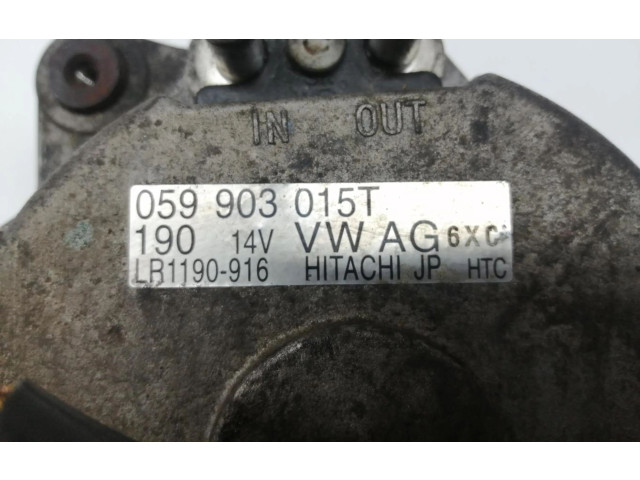 IN OUT
059 903 015T
190 14V VW AG 6XC
LR1190-916 HITACHI JP HTC